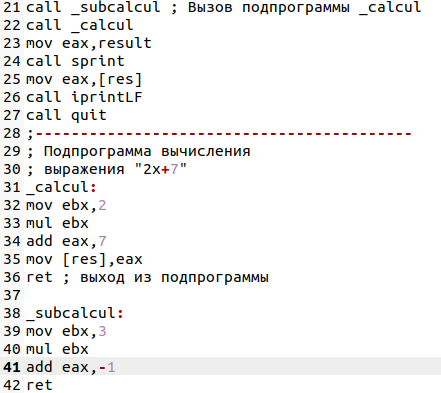 21 call _subcalcul ; Вызов подпрограммы _calcul
22 call _calcul
23 mov eax,result
24 call sprint
25 mov eax,[res]
26 call iprintLF
27 call quit
28 ;------------------------------------------
29 ; Подпрограмма вычисления
30 ; выражения "2x+7"
31 _calcul:
32 mov ebx,2
33 mul ebx
34 add eax,7
35 mov [res],eax
36 ret ; выход из подпрограммы
37
38 _subcalcul:
39 mov ebx,3
40 mul ebx
41 add eax,-1
42 ret